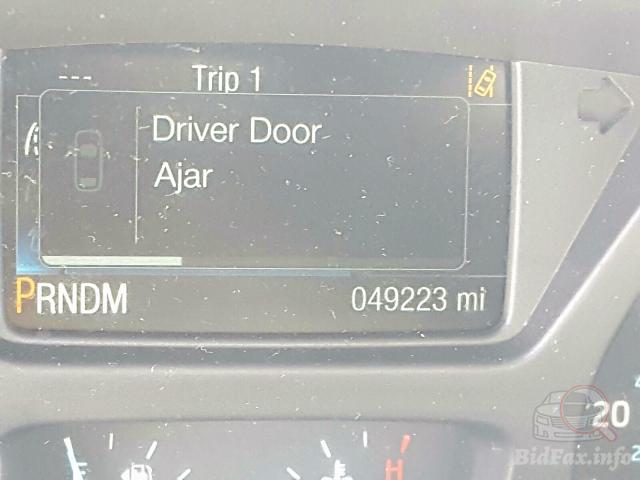 --- Trip 1
Driver Door
Ajar
PRNDM 049223 mi
20
H
BidFax.info